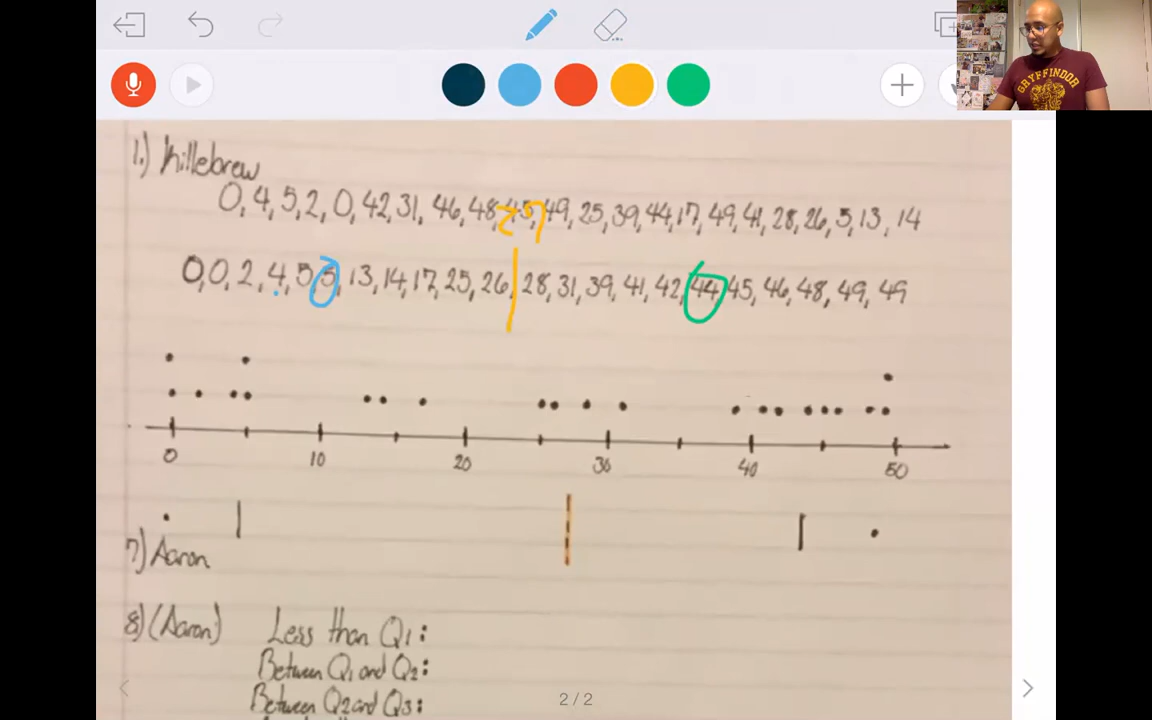 GRYFFINDOR
1.) Killebrew
0, 4, 5, 2, 0, 42, 31, 46, 48, 45, 49, 25, 39, 44, 17, 49, 41, 28, 26, 5, 13, 14
27
0, 0, 2, 4, 5, 5, 13, 14, 17, 25, 26, 28, 31, 39, 41, 42, 44, 45, 46, 48, 49, 49
0 10 20 30 40 50
7) Aaron
8) (Aaron) Less than Q1:
Between Q1 and Q2:
Between Q2 and Q3:
2 / 2